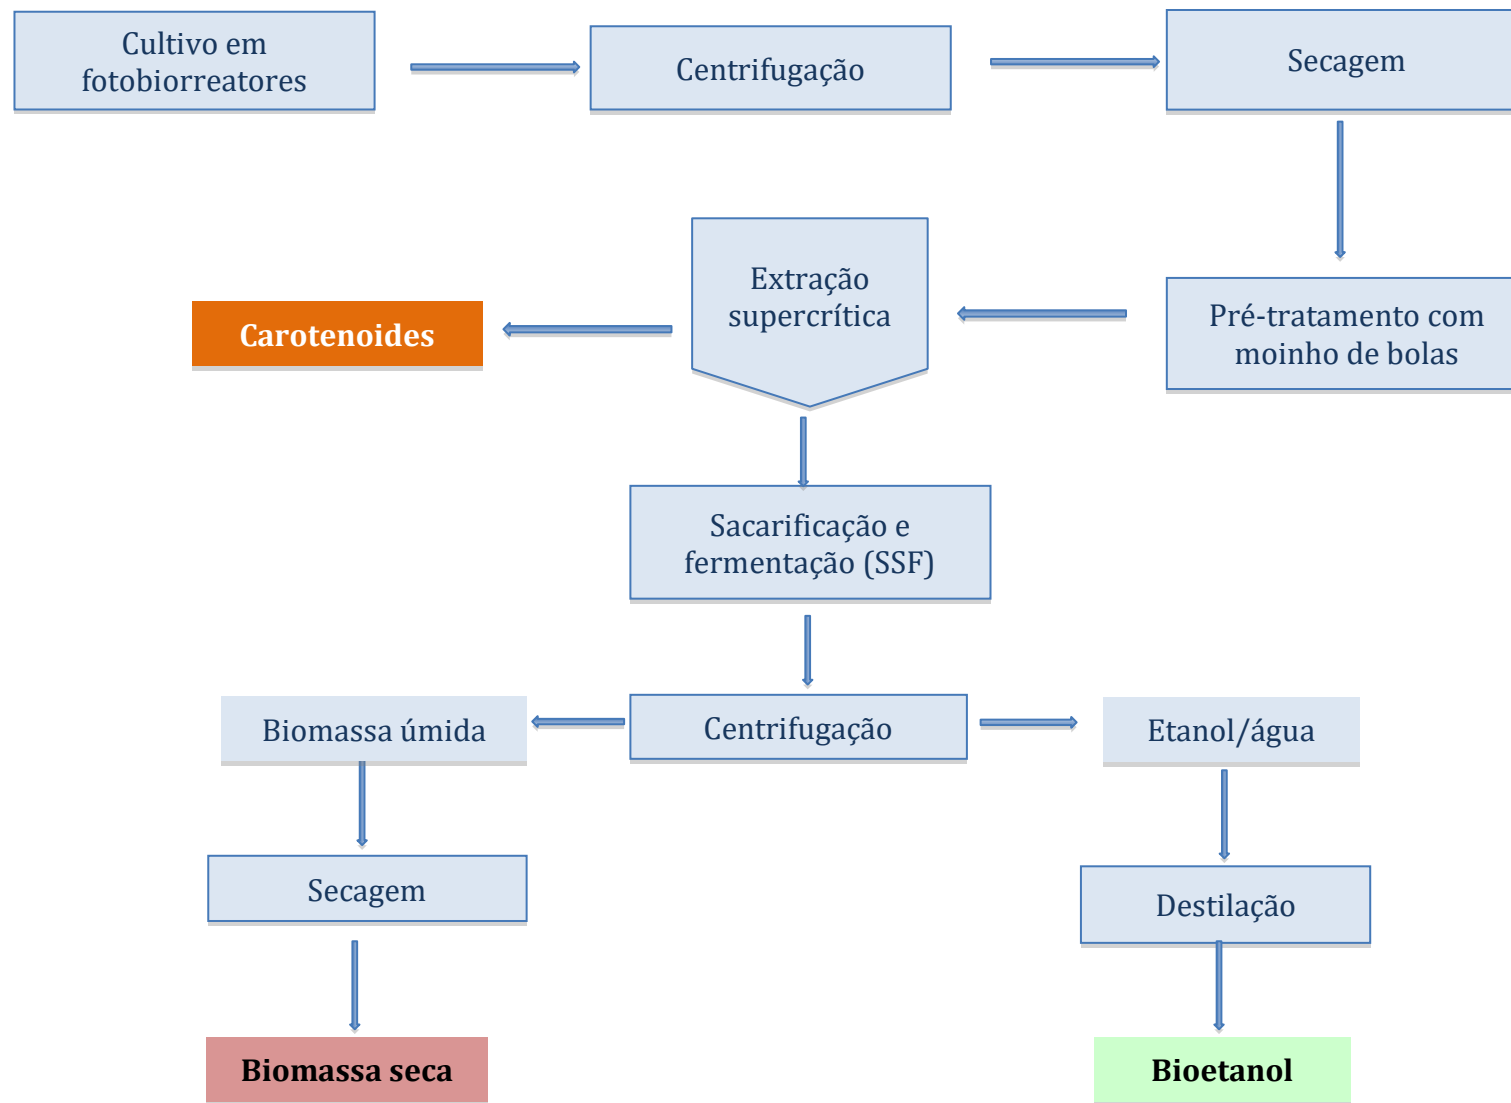 Cultivo em
fotobiorreatores
Centrifugação
Secagem
Extração
supercrítica
Carotenoides
Pré-tratamento com
moinho de bolas
Sacarificação e
fermentação (SSF)
Biomassa úmida
Centrifugação
Etanol/água
Secagem
Destilação
Biomassa seca
Bioetanol